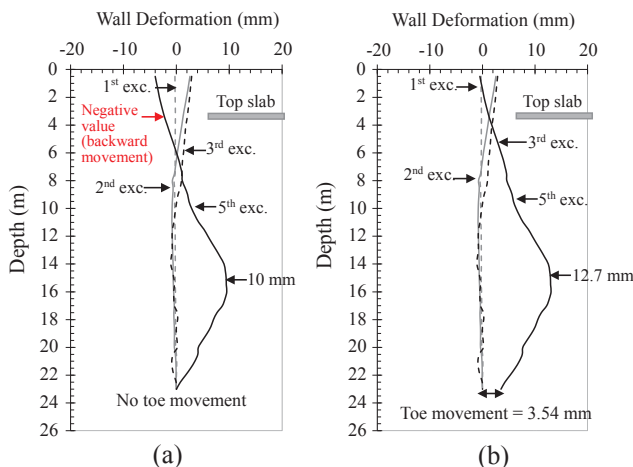 Wall Deformation (mm)
-20 -10 0 10 20
0
2
4
6
8
10
12
14
16
18
20
22
24
26
Depth (m)
1st exc.
Top slab
Negative
value
(backward
movement)
3rd exc.
2nd exc.
5th exc.
10 mm
No toe movement
(a)
Wall Deformation (mm)
-20 -10 0 10 20
0
2
4
6
8
10
12
14
16
18
20
22
24
26
Depth (m)
1st exc.
Top slab
3rd exc.
2nd exc.
5th exc.
12.7 mm
Toe movement = 3.54 mm
(b)